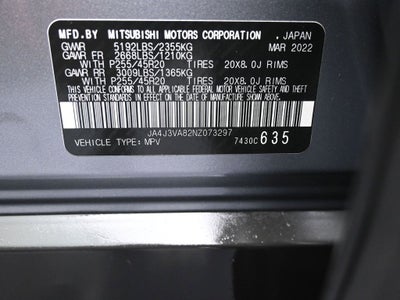 MFD.BY MITSUBISHI MOTORS CORPORATION , JAPAN
GVWR 5192LBS/2355KG MAR 2022
GAWR FR 2668LBS/1210KG
WITH P255/45R20 TIRES 20X8.0J RIMS
GAWR RR 3009LBS/1365KG
WITH P255/45R20 TIRES 20X8.0J RIMS
THIS VEHICLE CONFORMS TO ALL APPLICABLE
FEDERAL MOTOR VEHICLE SAFETY AND THEFT
PREVENTION STANDARDS IN EFFECT ON THE
DATE OF MANUFACTURE SHOWN ABOVE.
JA4J3VA82NZ073297
VEHICLE TYPE: MPV 7430C 635